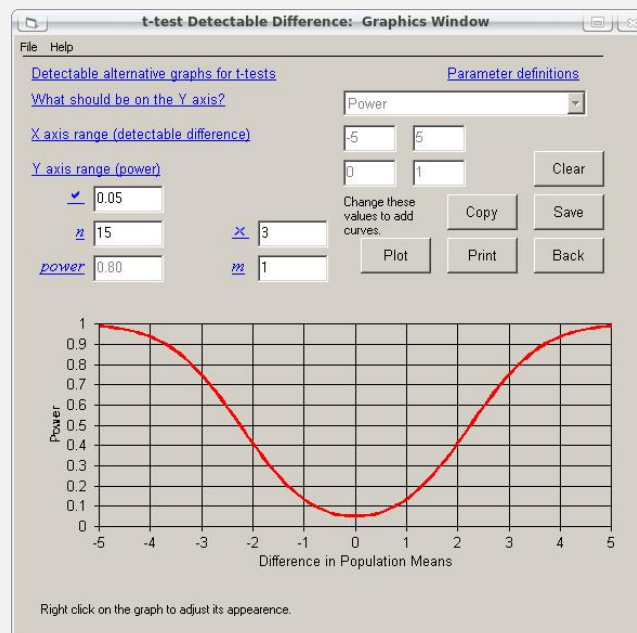 t-test Detectable Difference: Graphics Window
File Help
Detectable alternative graphs for t-tests
Parameter definitions
What should be on the Y axis?
Power
X axis range (detectable difference)
-5 5
Y axis range (power)
0 1
Clear
0.05
Change these
values to add
curves.
Copy
Save
n 15
3
power 0.80
m 1
Plot
Print
Back
1
0.9
0.8
0.7
0.6
0.5
0.4
0.3
0.2
0.1
0
Power
-5 -4 -3 -2 -1 0 1 2 3 4 5
Difference in Population Means
Right click on the graph to adjust its appearence.